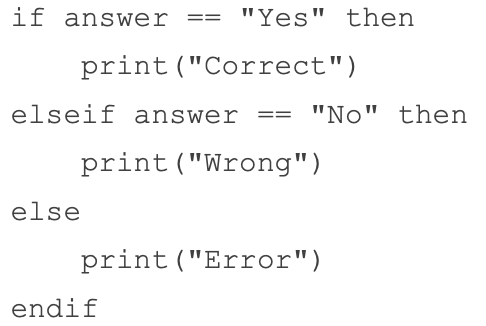 if answer == "Yes" then
    print("Correct")
elseif answer == "No" then
    print("Wrong")
else
    print("Error")
endif